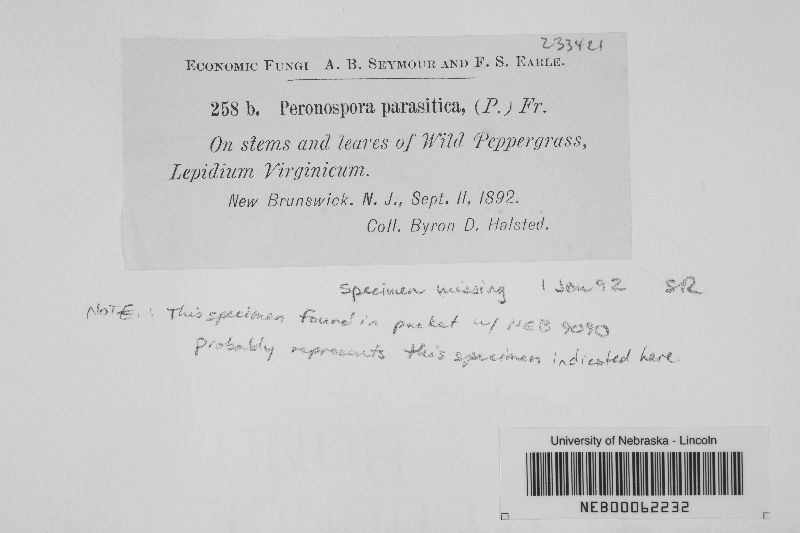 233421
Economic Fungi A. B. Seymour and F. S. Earle.
258 b. Peronospora parasitica, (P.) Fr.
On stems and leaves of Wild Peppergrass,
Lepidium Virginicum.
New Brunswick. N. J., Sept. 11, 1892.
Coll. Byron D. Halsted.
Specimen missing 1 Jan 92 SR
NOTE: This specimen found in packet w/ NEB 9090
probably represents this specimen indicated here.
University of Nebraska - Lincoln
NEB00062232